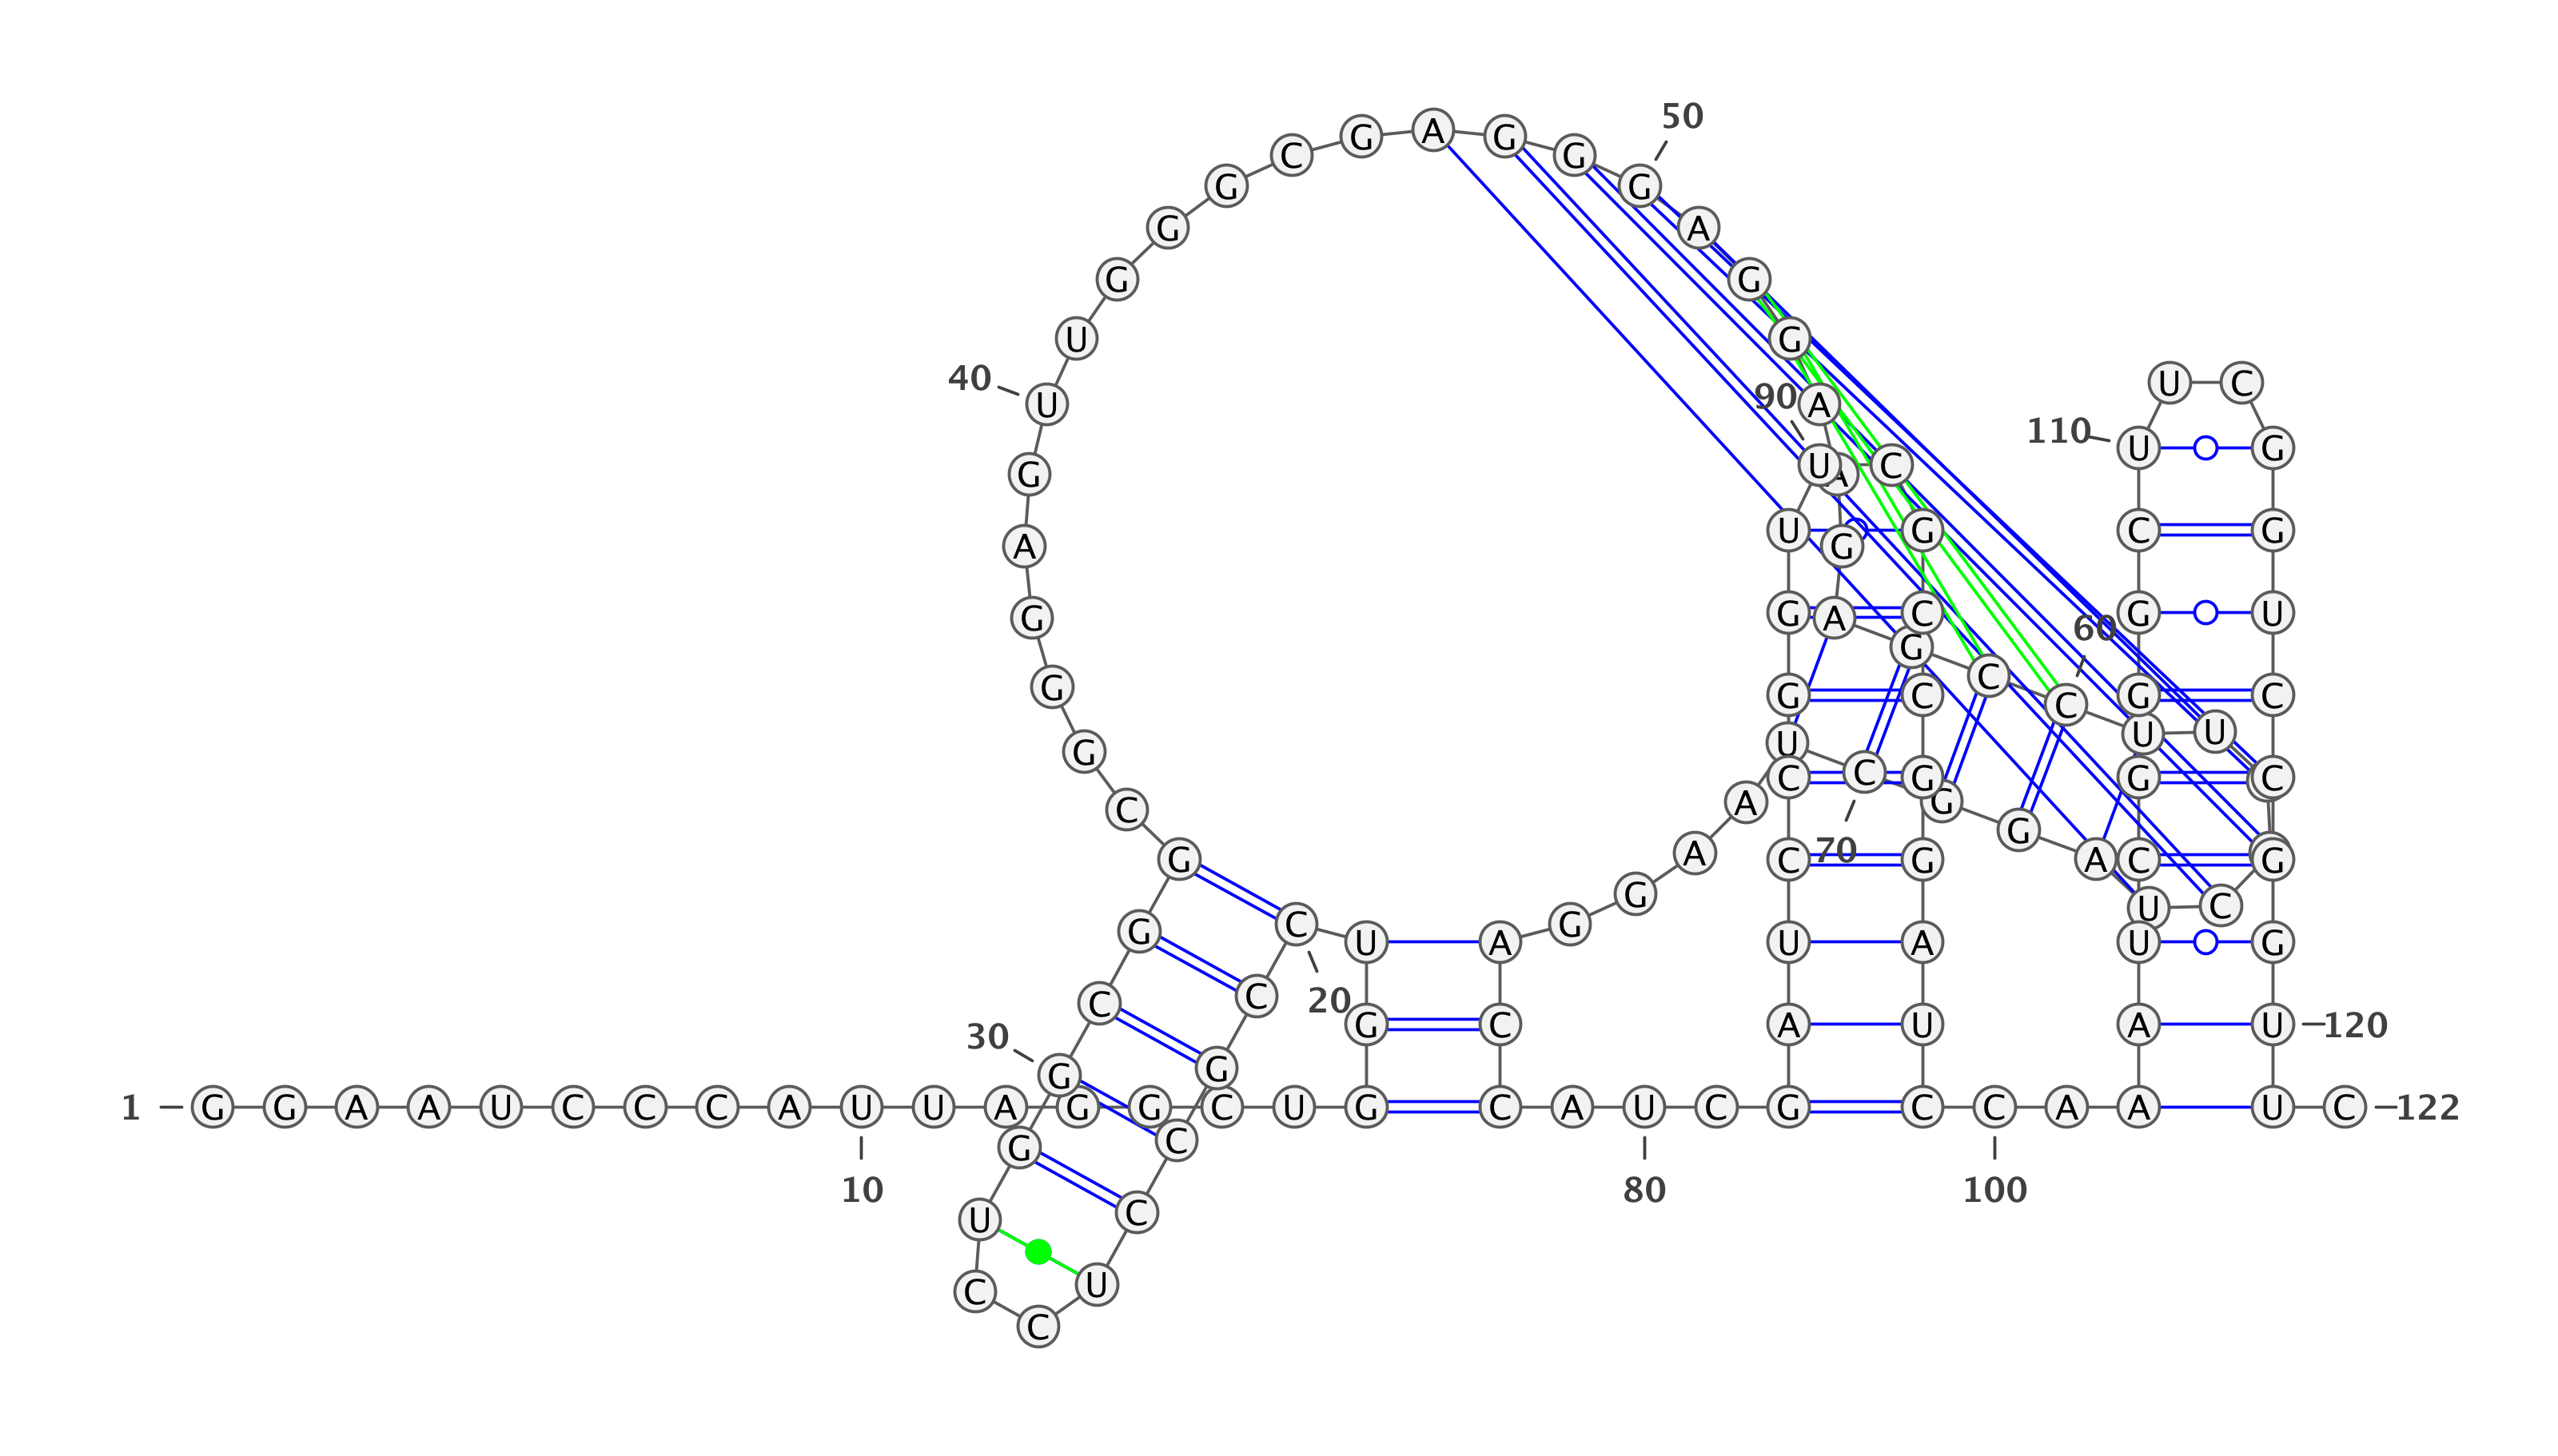 50
A
G G
C G
G G
G A
G
U G
U C
40 90 A
U
110 U G
U C
G A
U G C G
A G
G G C G U
60
G
C
G C G C
C
U U
G U
C C G G C
A G
C
G A C G C G
70
G G
A U C
C
G U A U A U G
20
C C
G C A U A U 120
30
G G
1 G G A A U C C C A U U A G G C U G C A U C G C C A A U C 122
G C
10 80 100
U C
C U
C